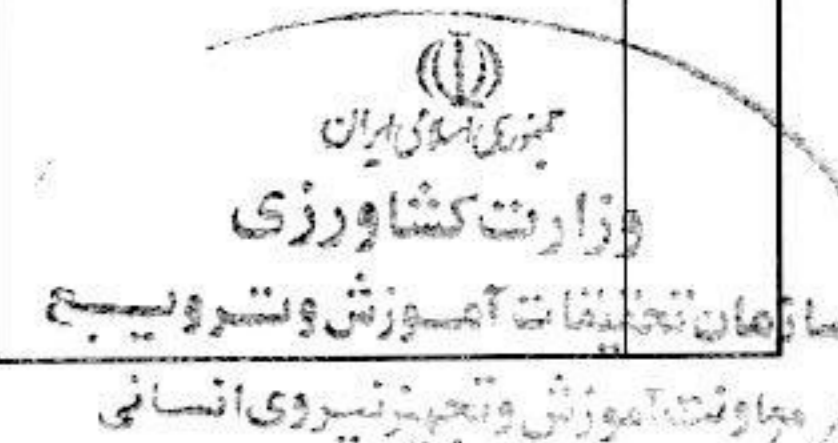 جمهوری اسلامی ایران
وزارت کشاورزی
سازمان تحقیقات آموزش و ترویج
معاونت آموزش و تجهیز نیروی انسانی